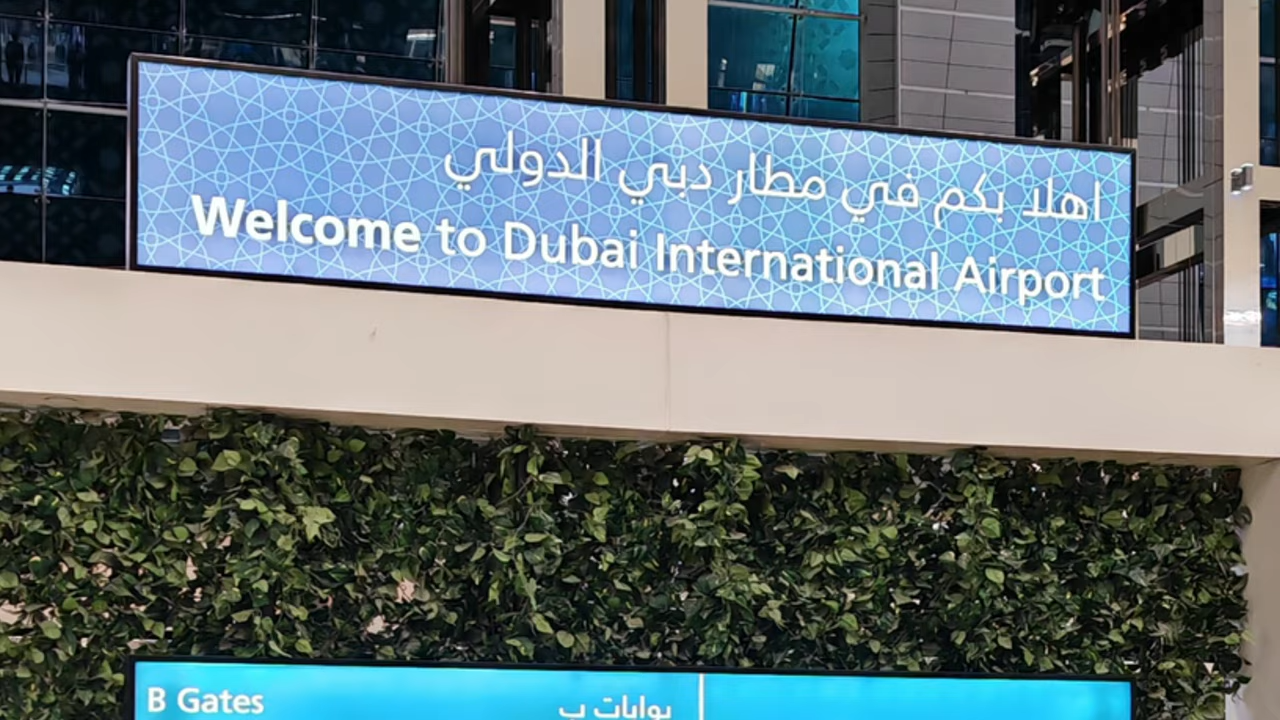 اهلا بكم في مطار دبي الدولي
Welcome to Dubai International Airport
B Gates
بوابات ب